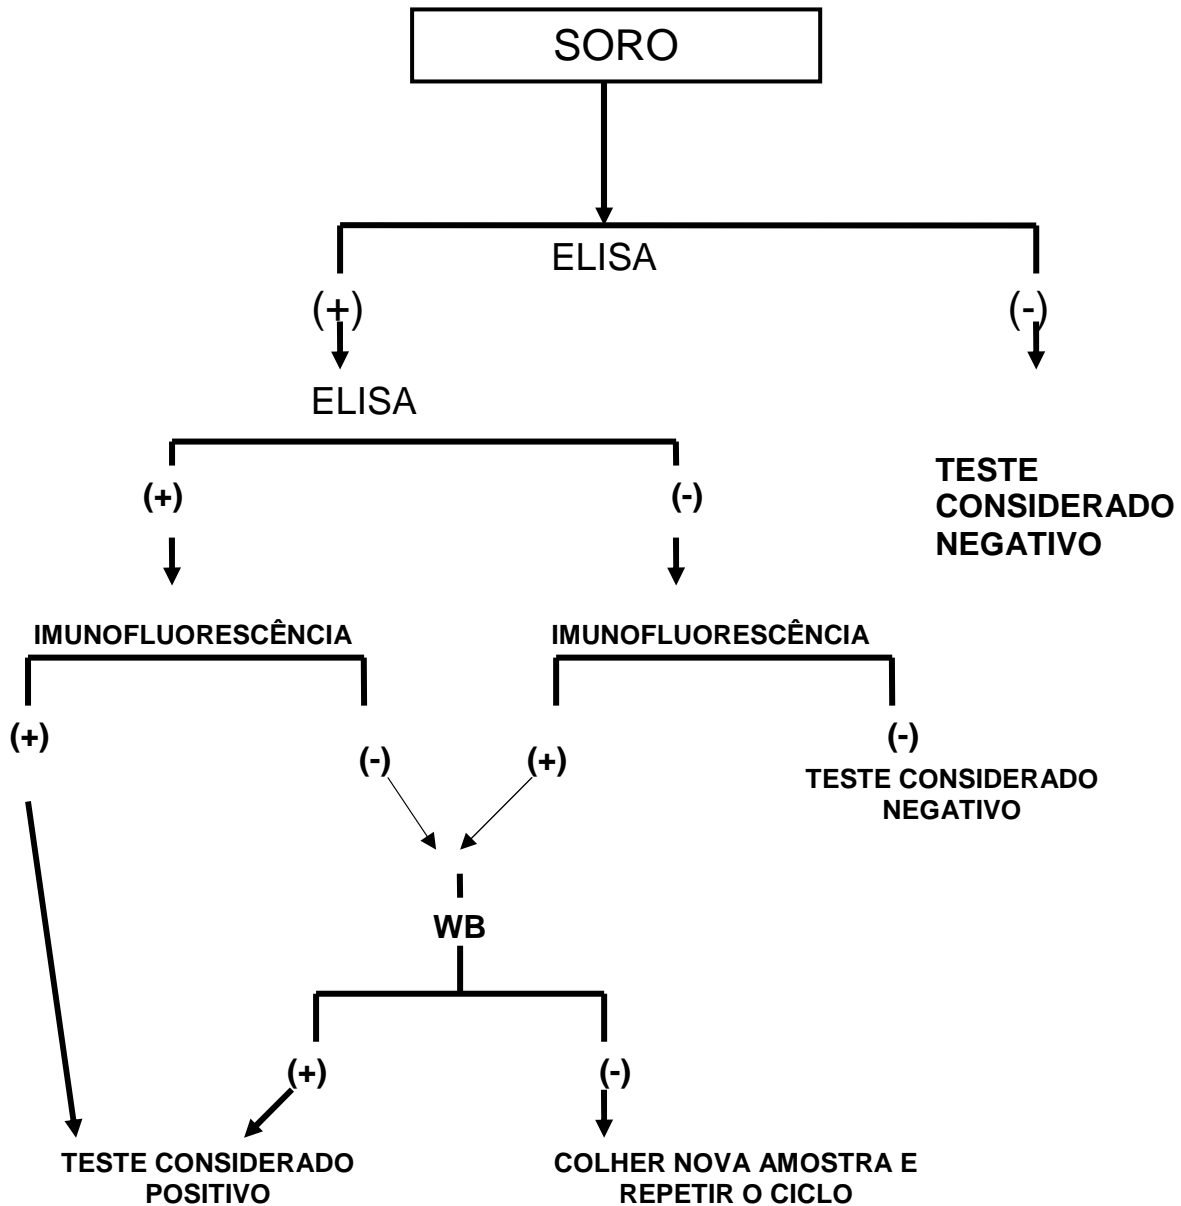 SORO
ELISA
(+)
(-)
ELISA
(+)
(-)
TESTE
CONSIDERADO
NEGATIVO
IMUNOFLUORESCÊNCIA
IMUNOFLUORESCÊNCIA
(+)
(-)
(+)
(-)
TESTE CONSIDERADO
NEGATIVO
WB
(+)
(-)
TESTE CONSIDERADO
POSITIVO
COLHER NOVA AMOSTRA E
REPETIR O CICLO